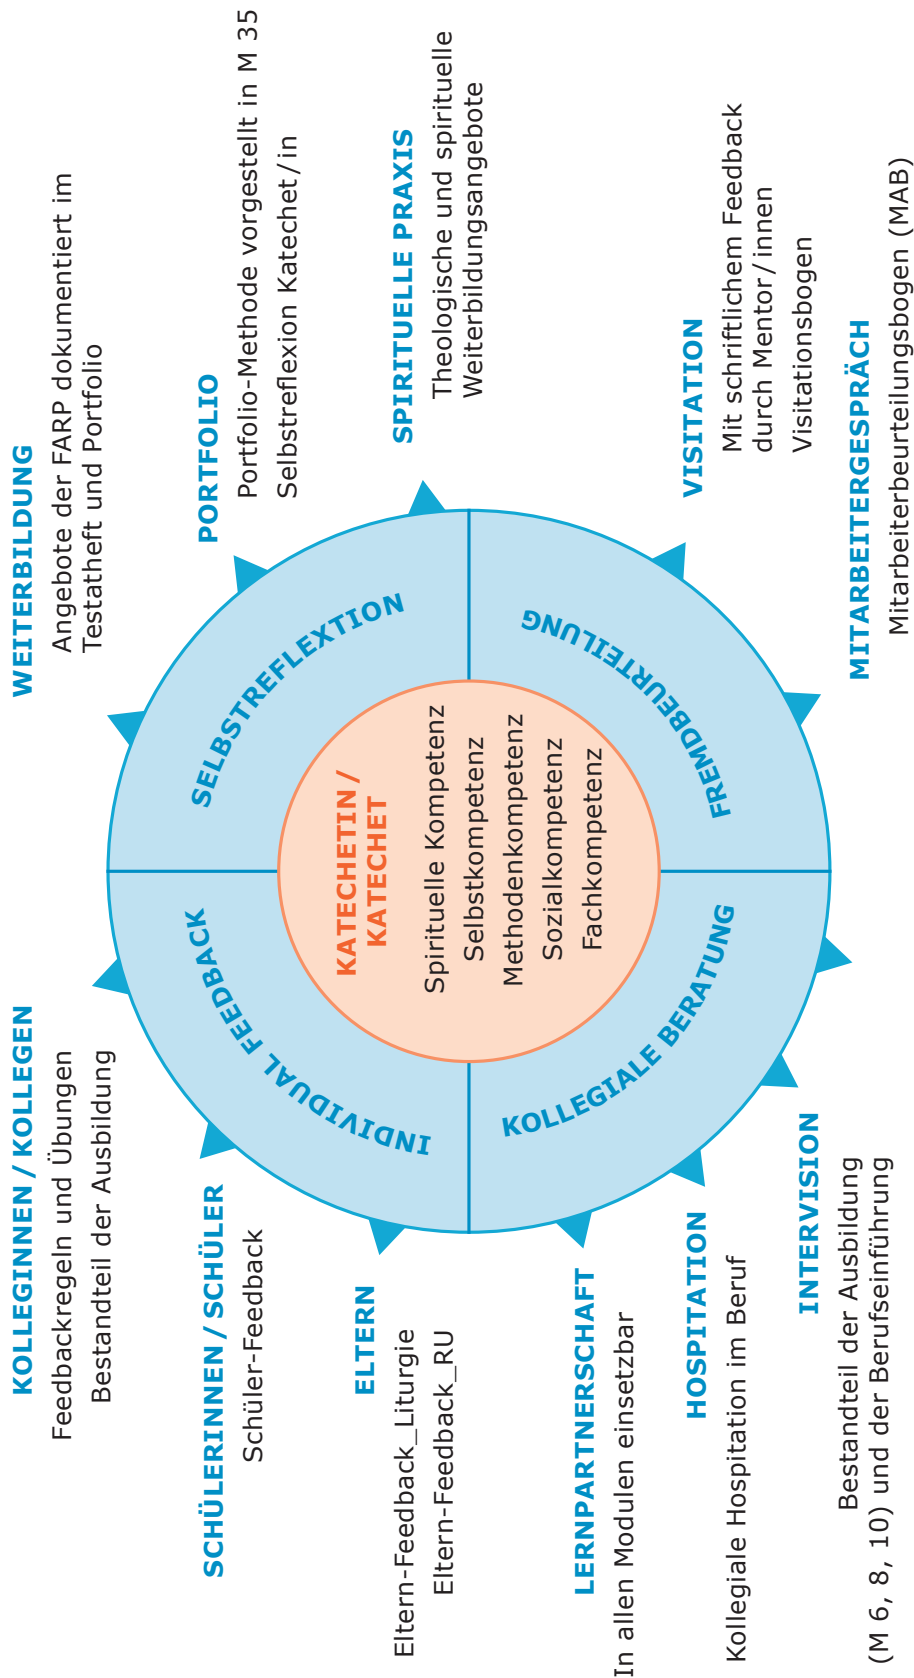 KOLLEGINNEN / KOLLEGEN
Feedbackregeln und Übungen
Bestandteil der Ausbildung
SCHÜLERINNEN / SCHÜLER
Schüler-Feedback
ELTERN
Eltern-Feedback_Liturgie
Eltern-Feedback_RU
WEITERBILDUNG
Angebote der FARP dokumentiert im
Testatheft und Portfolio
PORTFOLIO
Portfolio-Methode vorgestellt in M 35
Selbstreflexion Katechet/in
SPIRITUELLE PRAXIS
Theologische und spirituelle
Weiterbildungsangebote
INDIVIDUAL FEEDBACK
SELBSTREFLEXTION
KATECHETIN /
KATECHET
Spirituelle Kompetenz
Selbstkompetenz
Methodenkompetenz
Sozialkompetenz
Fachkompetenz
KOLLEGIALE BERATUNG
FREMDBEURTEILUNG
LERNPARTNERSCHAFT
In allen Modulen einsetzbar
HOSPITATION
Kollegiale Hospitation im Beruf
INTERVISION
Bestandteil der Ausbildung
(M 6, 8, 10) und der Berufseinführung
VISITATION
Mit schriftlichem Feedback
durch Mentor/innen
Visitationsbogen
MITARBEITERGESPRÄCH
Mitarbeiterbeurteilungsbogen (MAB)